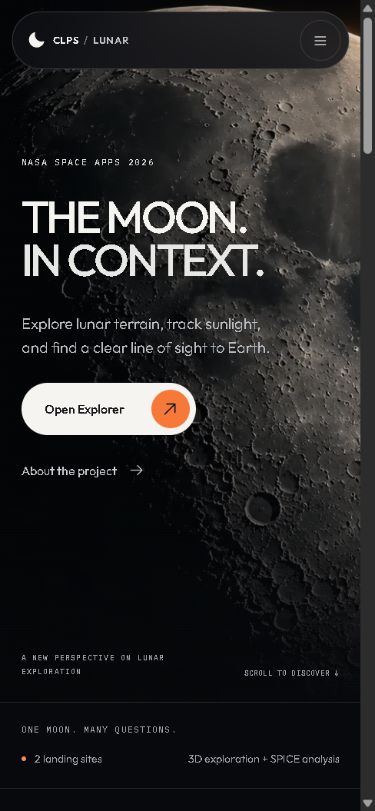 CLPS / LUNAR
NASA SPACE APPS 2026
THE MOON.
IN CONTEXT.
Explore lunar terrain, track sunlight,
and find a clear line of sight to Earth.
Open Explorer
About the project →
A NEW PERSPECTIVE ON LUNAR
EXPLORATION
SCROLL TO DISCOVER ↓
ONE MOON. MANY QUESTIONS.
2 landing sites
3D exploration + SPICE analysis